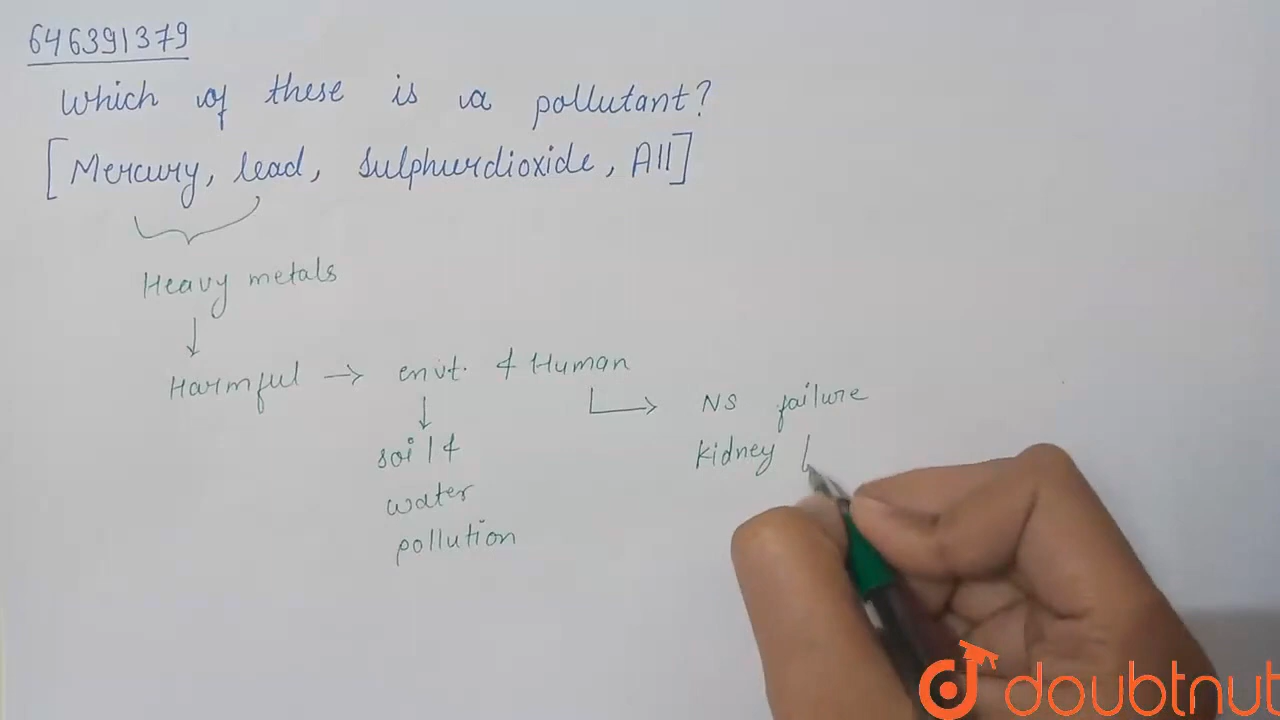 646391379
Which of these is a pollutant?
[Mercury, lead, Sulphurdioxide, All]
Heavy metals
↓
Harmful → envt. & Human
↓
soil &
water
pollution
NS failure
kidney
doubtnut